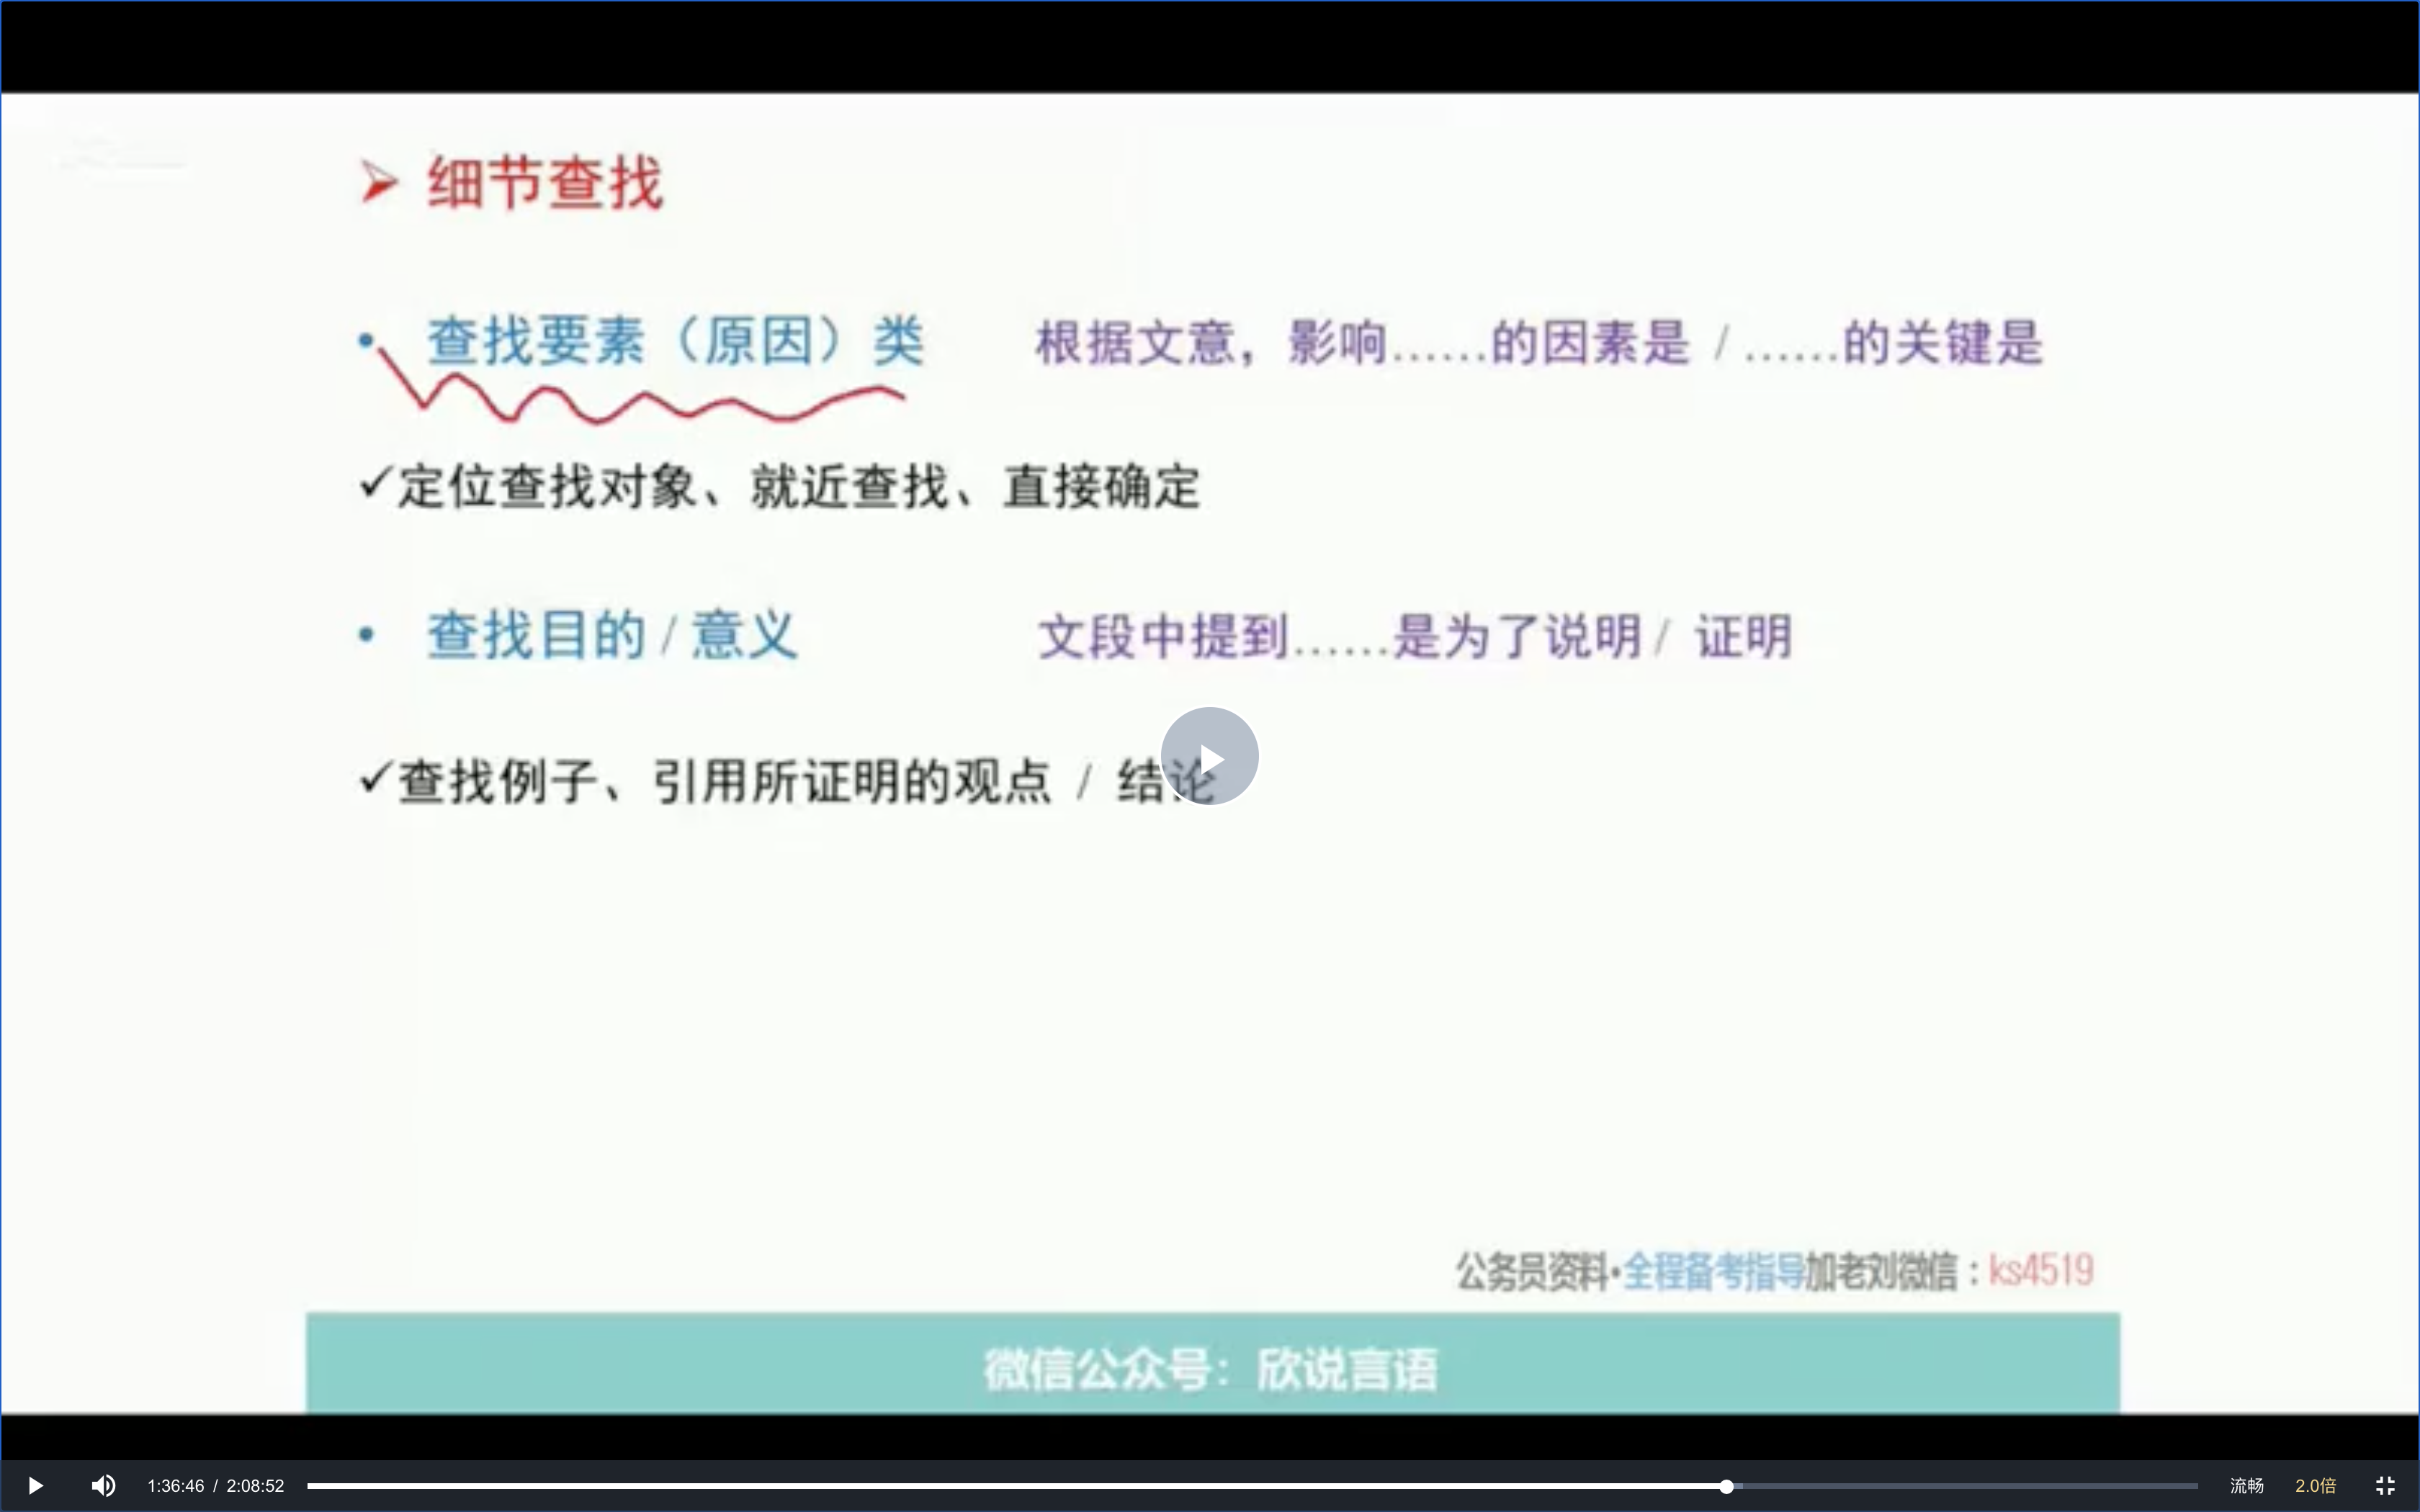 ➢ 细节查找
• 查找要素（原因）类 根据文意，影响……的因素是 / ……的关键是
✓定位查找对象、就近查找、直接确定
• 查找目的 / 意义 文段中提到……是为了说明 / 证明
✓查找例子、引用所证明的观点 / 结论
公务员资料•全程备考指导加老刘微信：ks4519
微信公众号：欣说言语
1:36:46 / 2:08:52 流畅 2.0倍